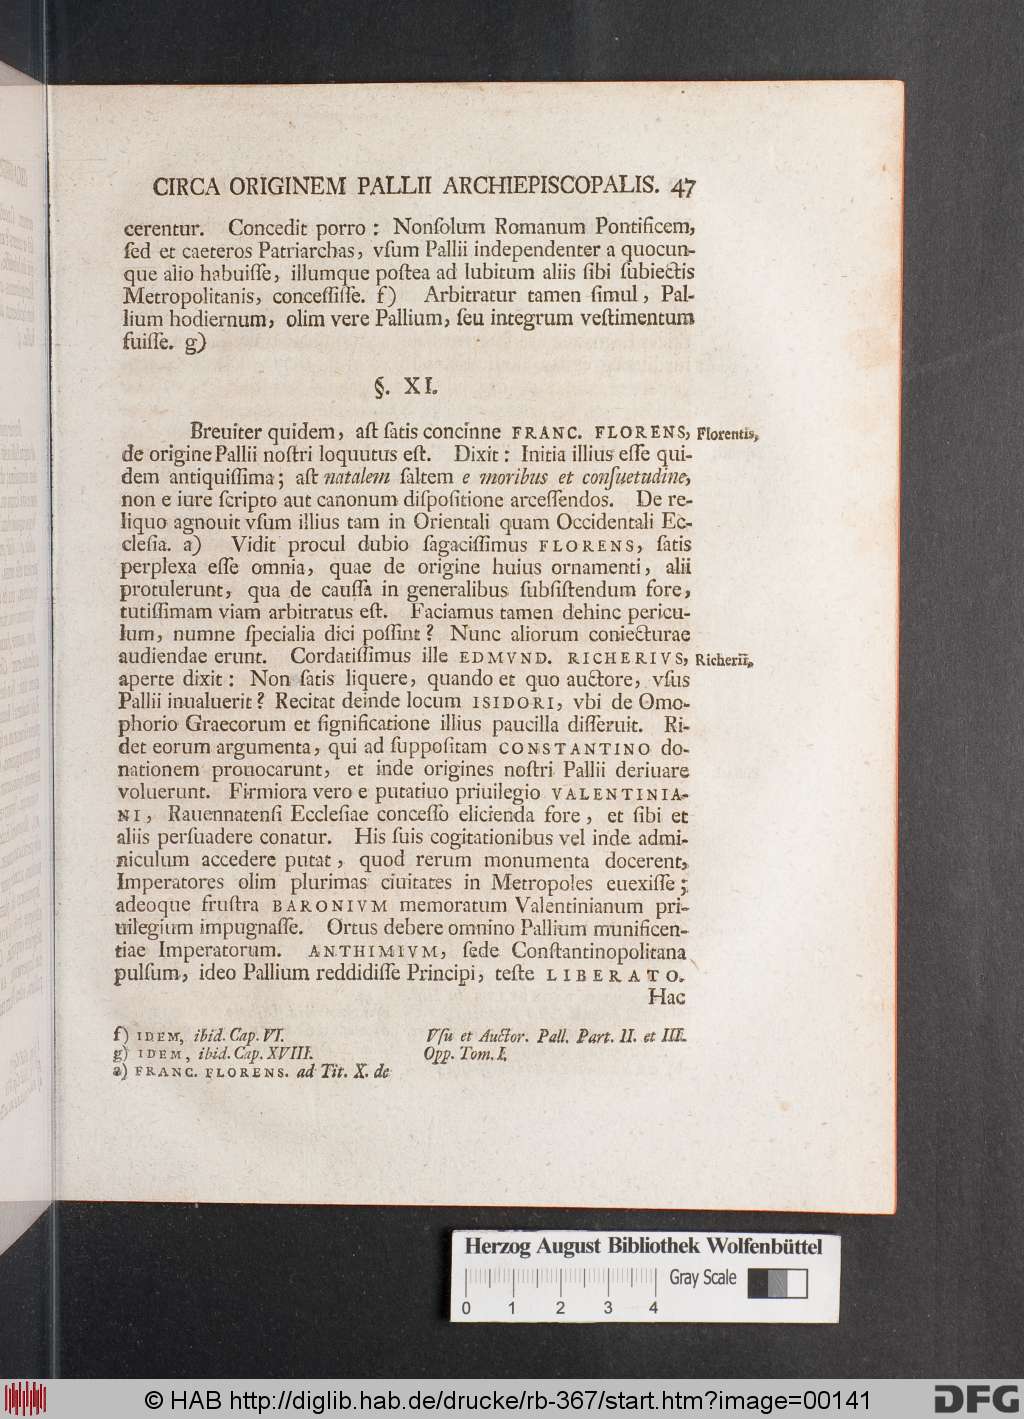 CIRCA ORIGINEM PALLII ARCHIEPISCOPALIS. 47
cerentur. Concedit porro : Nonſolum Romanum Pontificem,
ſed et caeteros Patriarchas, vſum Pallii independenter a quocun-
que alio habuiſſe, illumque poſtea ad lubitum aliis ſibi ſubiectis
Metropolitanis, conceſſiſſe. f) Arbitratur tamen ſimul, Pal-
lium hodiernum, olim vere Pallium, ſeu integrum veſtimentum
fuiſſe. g)
§. XI.
Breuiter quidem, aſt ſatis concinne FRANC. FLORENS, Florentis,
de origine Pallii noſtri loquutus eſt. Dixit : Initia illius eſſe qui-
dem antiquiſſima; aſt natalem ſaltem e moribus et conſuetudine,
non e iure ſcripto aut canonum diſpoſitione arceſſendos. De re-
liquo agnouit vſum illius tam in Orientali quam Occidentali Ec-
cleſia. a) Vidit procul dubio ſagaciſſimus FLORENS, ſatis
perplexa eſſe omnia, quae de origine huius ornamenti, alii
protulerunt, qua de cauſſa in generalibus ſubſiſtendum fore,
tutiſſimam viam arbitratus eſt. Faciamus tamen dehinc pericu-
lum, numne ſpecialia dici poſſint? Nunc aliorum coniecturae
audiendae erunt. Cordatiſſimus ille EDMVND. RICHERIVS, Richerii,
aperte dixit : Non ſatis liquere, quando et quo auctore, vſus
Pallii inualuerit? Recitat deinde locum ISIDORI, vbi de Omo-
phorio Graecorum et ſignificatione illius paucilla differuit. Ri-
det eorum argumenta, qui ad ſuppoſitam CONSTANTINO do-
nationem prouocarunt, et inde origines noſtri Pallii deriuare
voluerunt. Firmiora vero e putatiuo priuilegio VALENTINIA-
NI, Rauennatenſi Eccleſiae conceſſo elicienda fore, et ſibi et
aliis perſuadere conatur. His ſuis cogitationibus vel inde admi-
niculum accedere putat, quod rerum monumenta docerent,
Imperatores olim plurimas ciuitates in Metropoles euexiſſe;
adeoque fruſtra BARONIVM memoratum Valentinianum pri-
uilegium impugnaſſe. Ortus debere omnino Pallium munificen-
tiae Imperatorum. ANTHIMIVM, ſede Conſtantinopolitana
pulſum, ideo Pallium reddidiſſe Principi, teſte LIBERATO.
Hac
f) IDEM, ibid. Cap. VI.
g) IDEM, ibid. Cap. XVIII.
a) FRANC. FLORENS. ad Tit. X. de
Vſu et Auctor. Pall. Part. II. et III.
Opp. Tom. I.
Herzog August Bibliothek Wolfenbüttel
Gray Scale
0 1 2 3 4
© HAB http://diglib.hab.de/drucke/rb-367/start.htm?image=00141
DFG